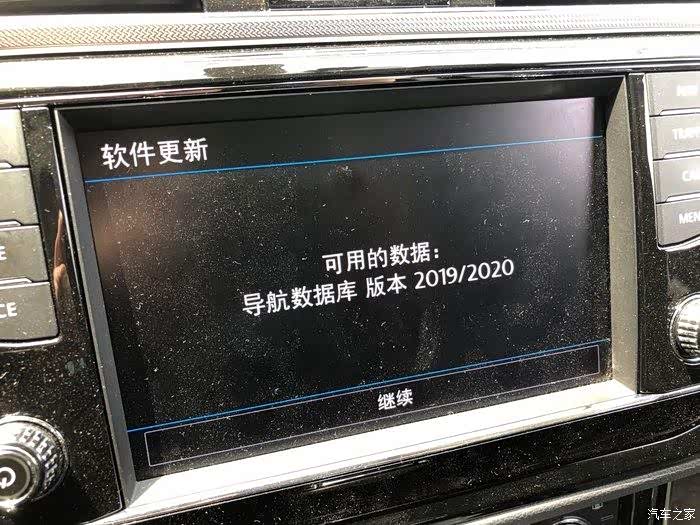 软件更新
可用的数据：
导航数据库 版本 2019/2020
继续
汽车之家